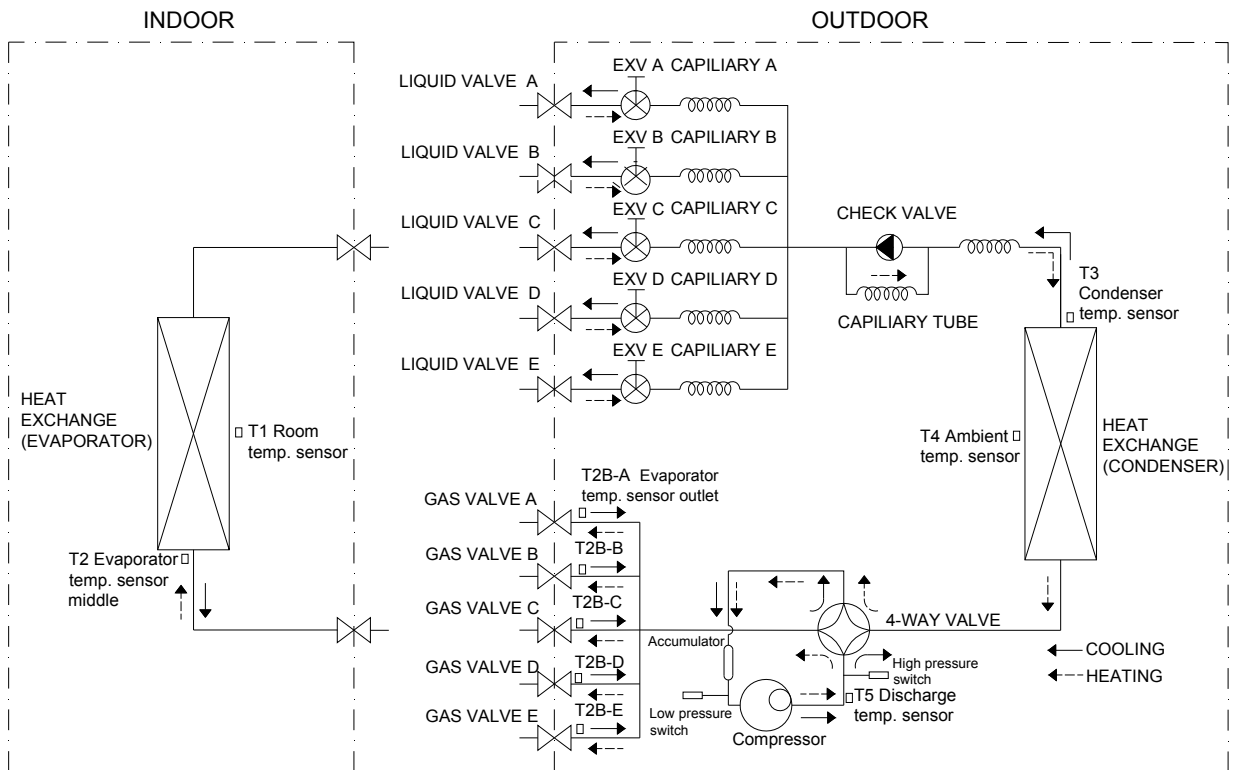 INDOOR
OUTDOOR
LIQUID VALVE A
EXV A CAPILIARY A
LIQUID VALVE B
EXV B CAPILIARY B
LIQUID VALVE C
EXV C CAPILIARY C
LIQUID VALVE D
EXV D CAPILIARY D
LIQUID VALVE E
EXV E CAPILIARY E
CHECK VALVE
CAPILIARY TUBE
T3
Condenser
temp. sensor
HEAT
EXCHANGE
(EVAPORATOR)
T1 Room
temp. sensor
T4 Ambient
temp. sensor
HEAT
EXCHANGE
(CONDENSER)
T2 Evaporator
temp. sensor
middle
T2B-A Evaporator
temp. sensor outlet
GAS VALVE A
GAS VALVE B
T2B-B
GAS VALVE C
T2B-C
GAS VALVE D
T2B-D
GAS VALVE E
T2B-E
Accumulator
4-WAY VALVE
High pressure
switch
T5 Discharge
temp. sensor
Low pressure
switch
Compressor
COOLING
HEATING